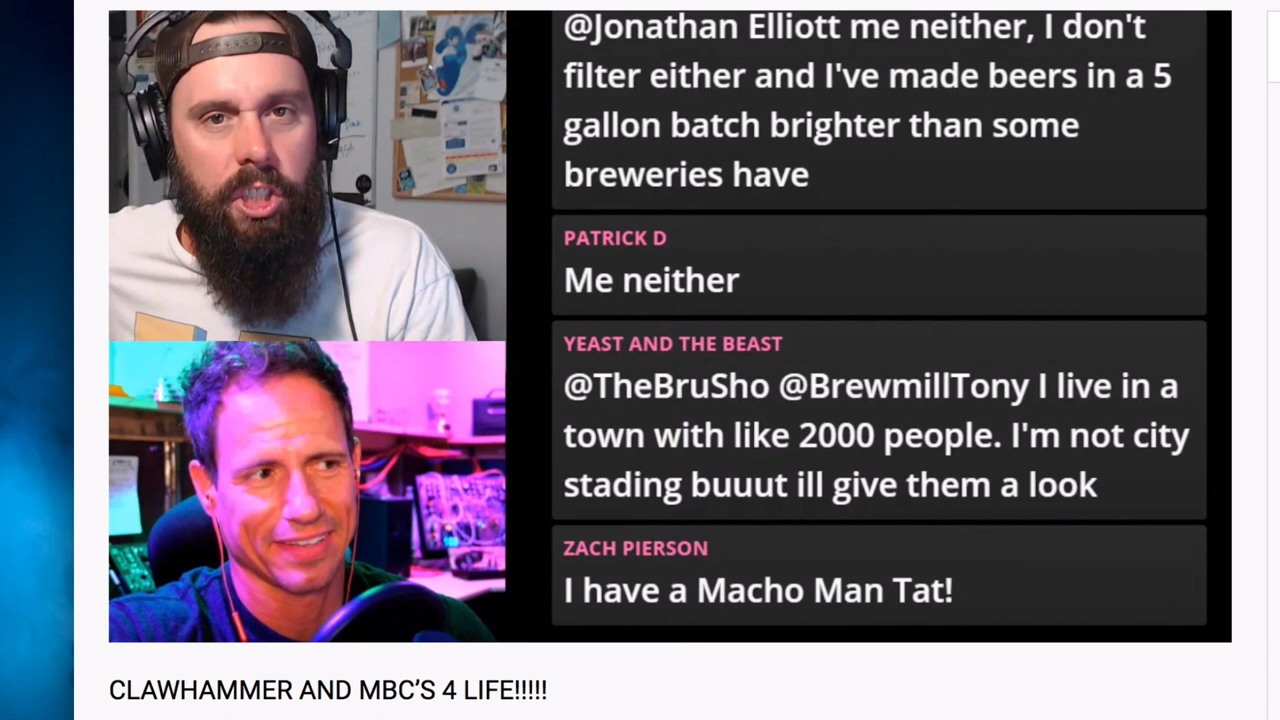 @Jonathan Elliott me neither, I don't
filter either and I've made beers in a 5
gallon batch brighter than some
breweries have
PATRICK D
Me neither
YEAST AND THE BEAST
@TheBruSho @BrewmillTony I live in a
town with like 2000 people. I'm not city
stading buuut ill give them a look
ZACH PIERSON
I have a Macho Man Tat!
CLAWHAMMER AND MBC'S 4 LIFE!!!!!